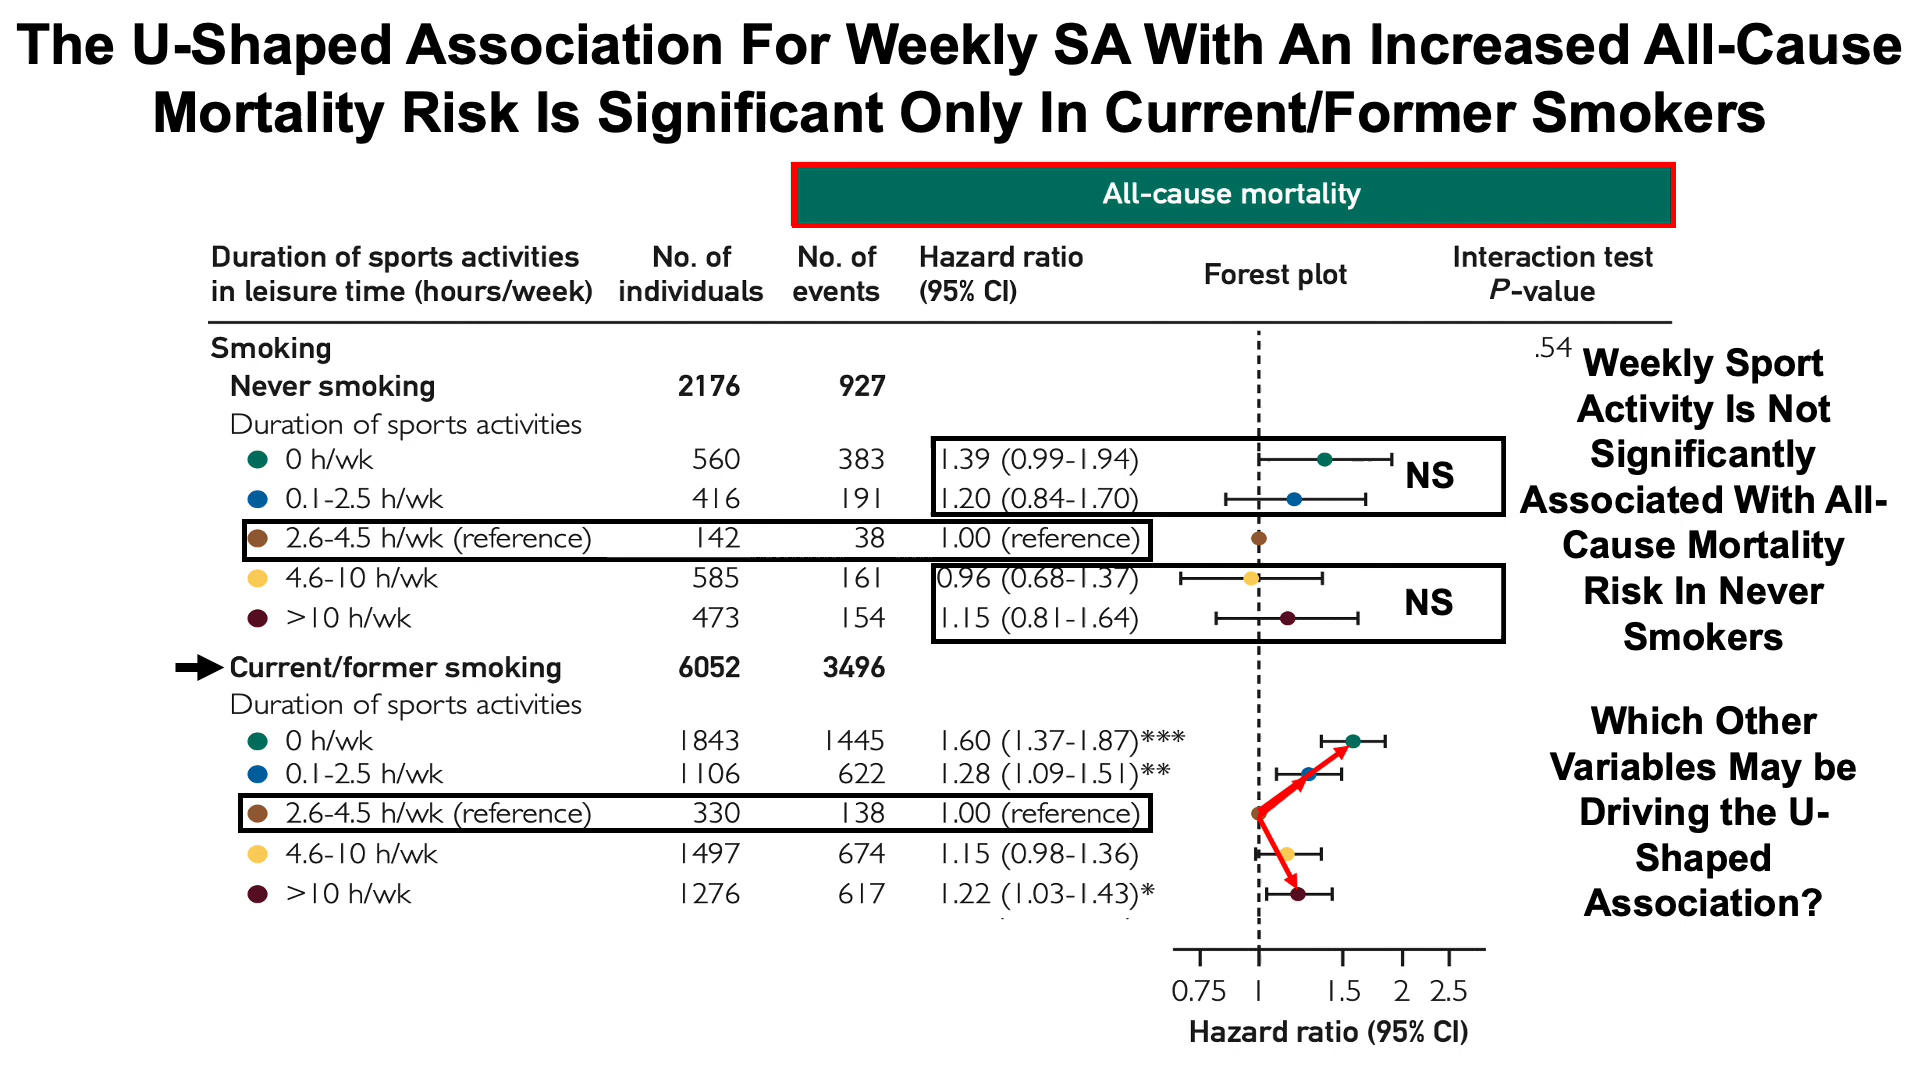 The U-Shaped Association For Weekly SA With An Increased All-Cause
Mortality Risk Is Significant Only In Current/Former Smokers
All-cause mortality
Duration of sports activities
in leisure time (hours/week)
No. of
individuals
No. of
events
Hazard ratio
(95% CI)
Forest plot
Interaction test
P-value
Smoking .54
Never smoking 2176 927
Duration of sports activities
0 h/wk 560 383 1.39 (0.99-1.94)
0.1-2.5 h/wk 416 191 1.20 (0.84-1.70)
NS
2.6-4.5 h/wk (reference) 142 38 1.00 (reference)
4.6-10 h/wk 585 161 0.96 (0.68-1.37)
>10 h/wk 473 154 1.15 (0.81-1.64)
NS
Current/former smoking 6052 3496
Duration of sports activities
0 h/wk 1843 1445 1.60 (1.37-1.87)***
0.1-2.5 h/wk 1106 622 1.28 (1.09-1.51)**
2.6-4.5 h/wk (reference) 330 138 1.00 (reference)
4.6-10 h/wk 1497 674 1.15 (0.98-1.36)
>10 h/wk 1276 617 1.22 (1.03-1.43)*
0.75 1 1.5 2 2.5
Hazard ratio (95% CI)
Weekly Sport
Activity Is Not
Significantly
Associated With All-
Cause Mortality
Risk In Never
Smokers
Which Other
Variables May be
Driving the U-
Shaped
Association?